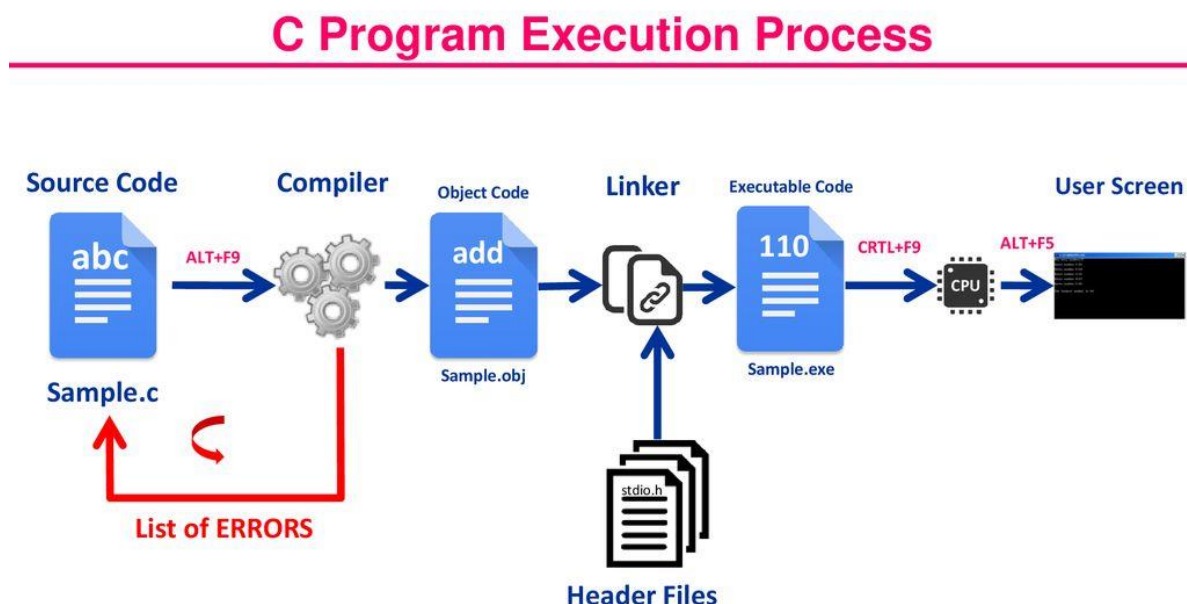 C Program Execution Process
Source Code
Compiler
Object Code
Linker
Executable Code
User Screen
abc
ALT+F9
add
110
CRTL+F9
CPU
ALT+F5
Sample.c
Sample.obj
Sample.exe
stdio.h
List of ERRORS
Header Files